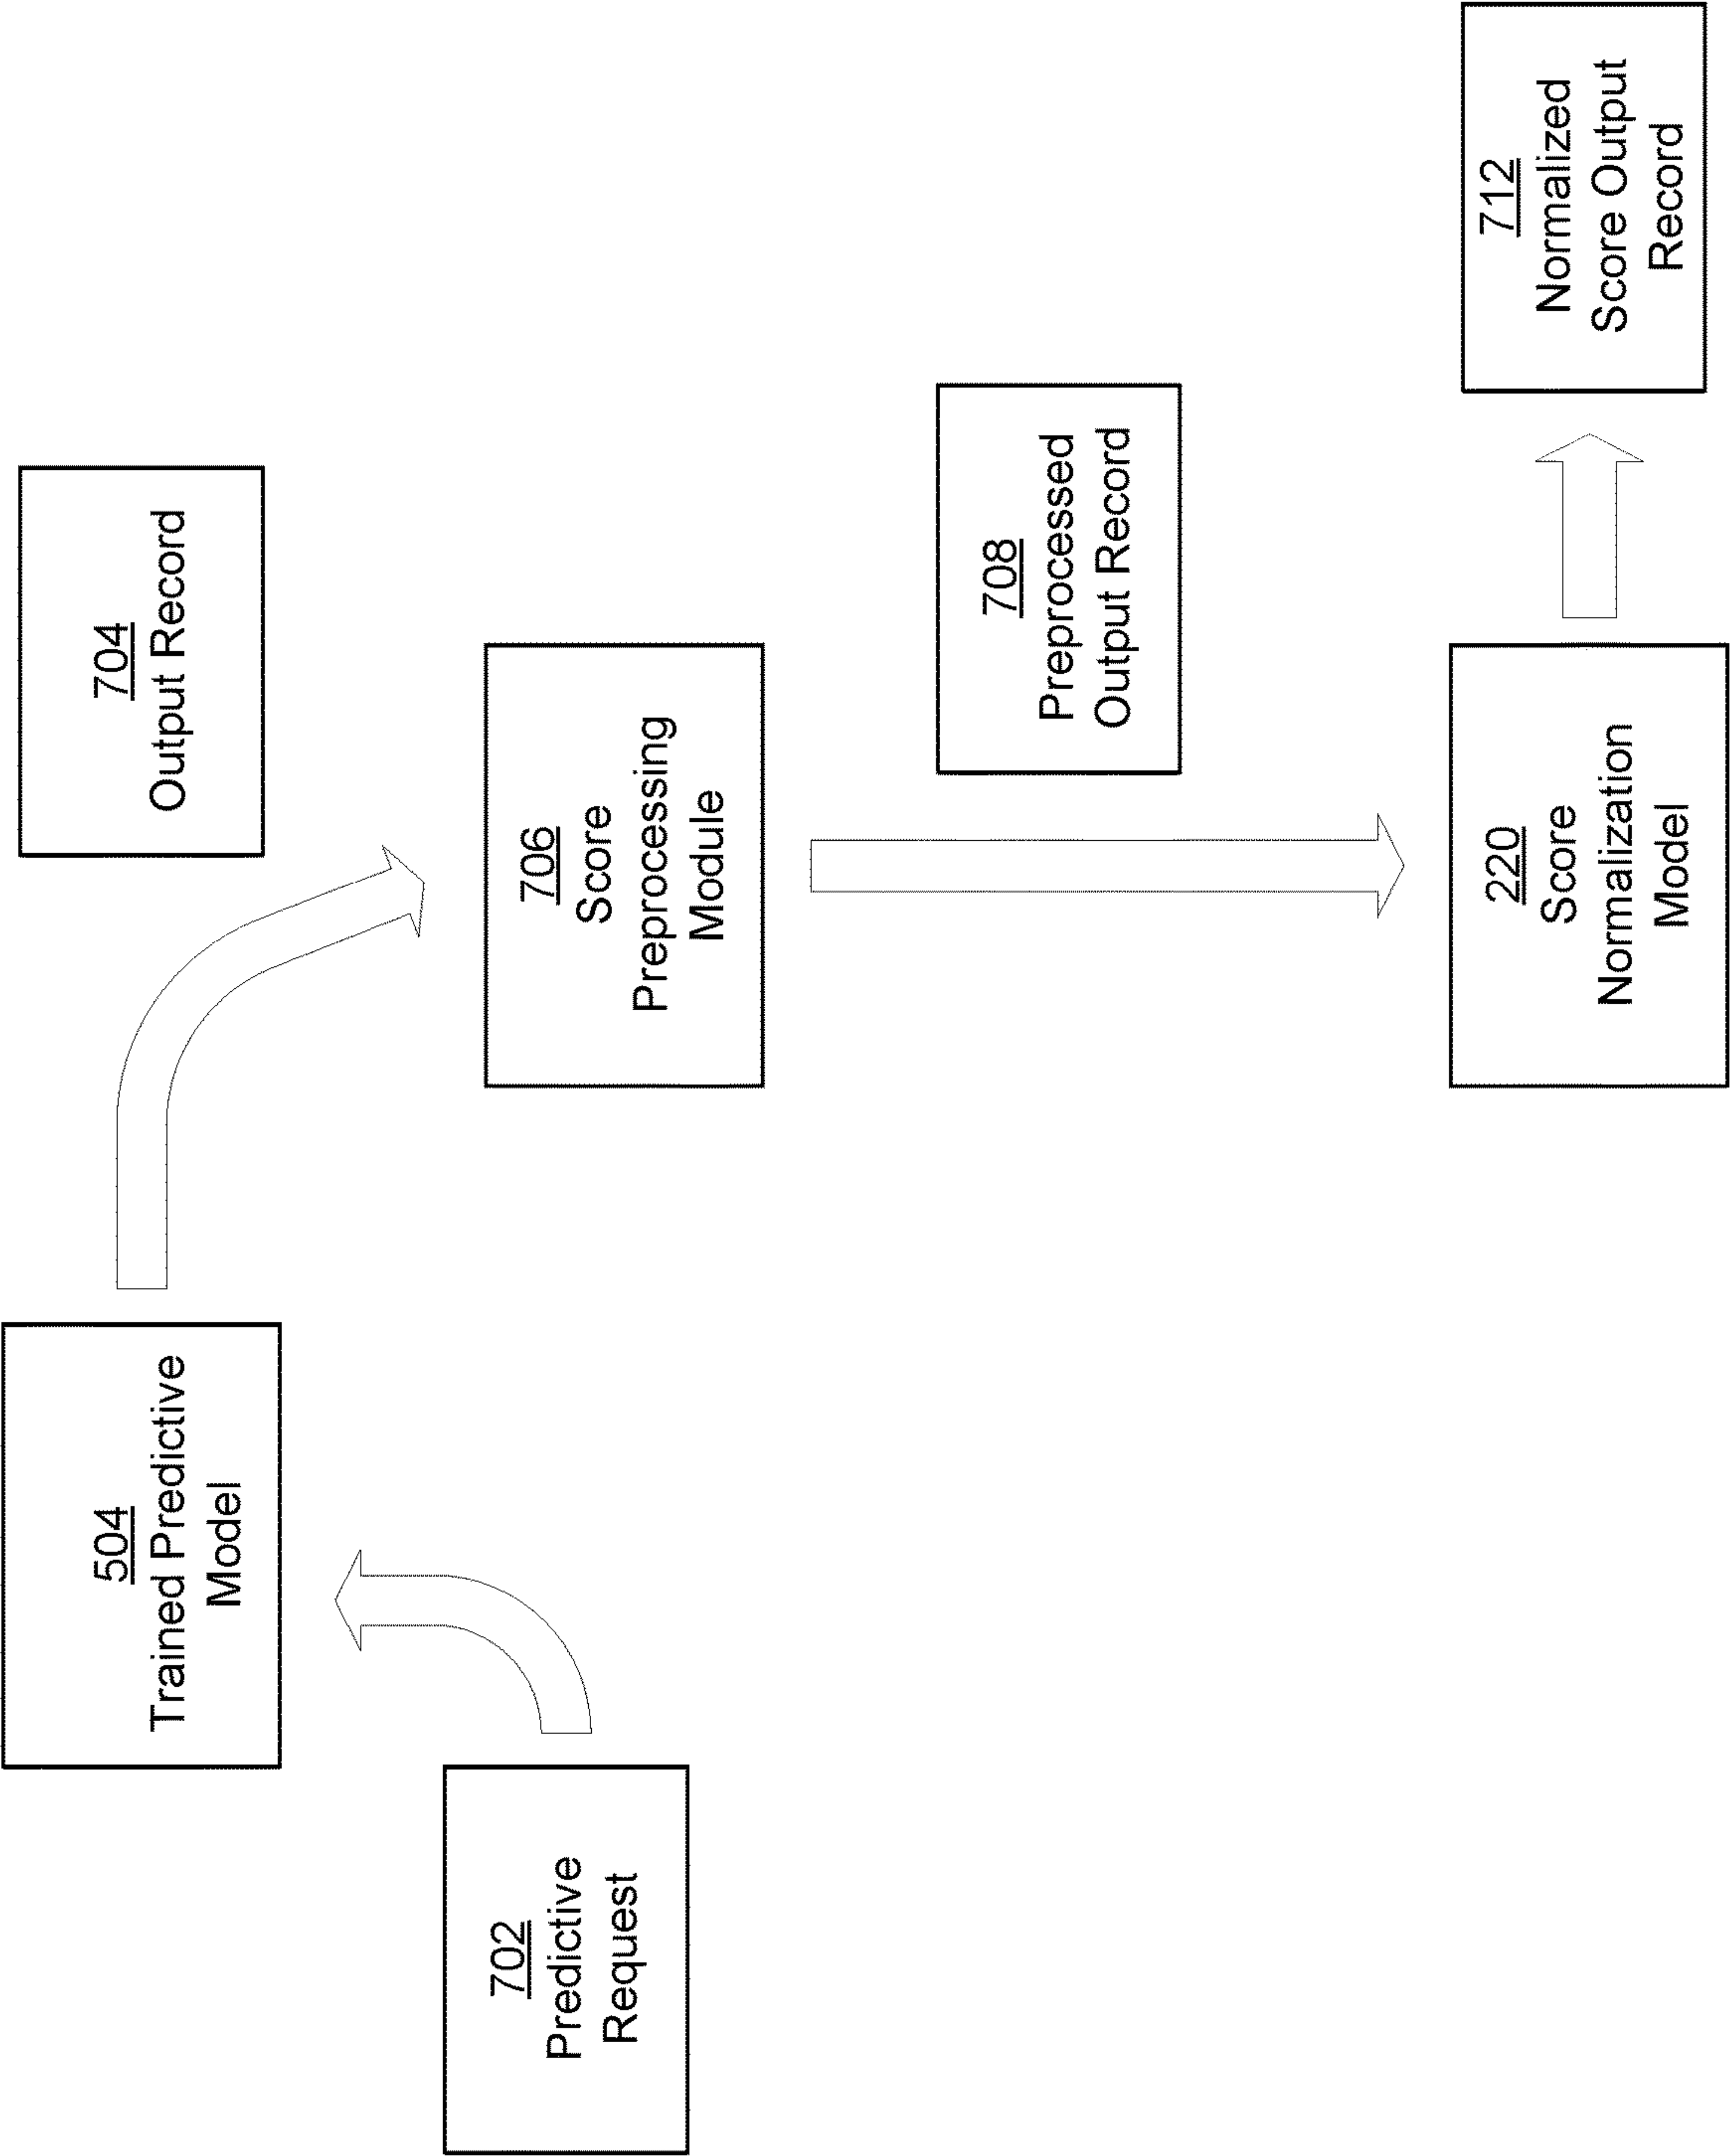 702
Predictive
Request
504
Trained Predictive
Model
704
Output Record
706
Score
Preprocessing
Module
708
Preprocessed
Output Record
220
Score
Normalization
Model
712
Normalized
Score Output
Record